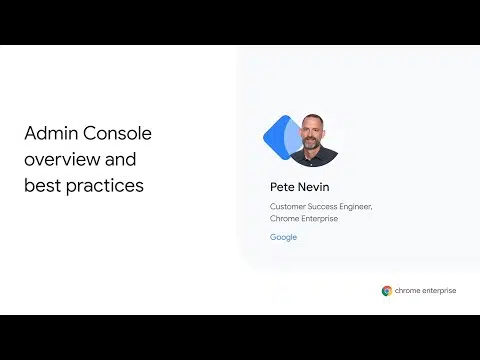 Admin Console
overview and
best practices
Pete Nevin
Customer Success Engineer,
Chrome Enterprise
Google
chrome enterprise